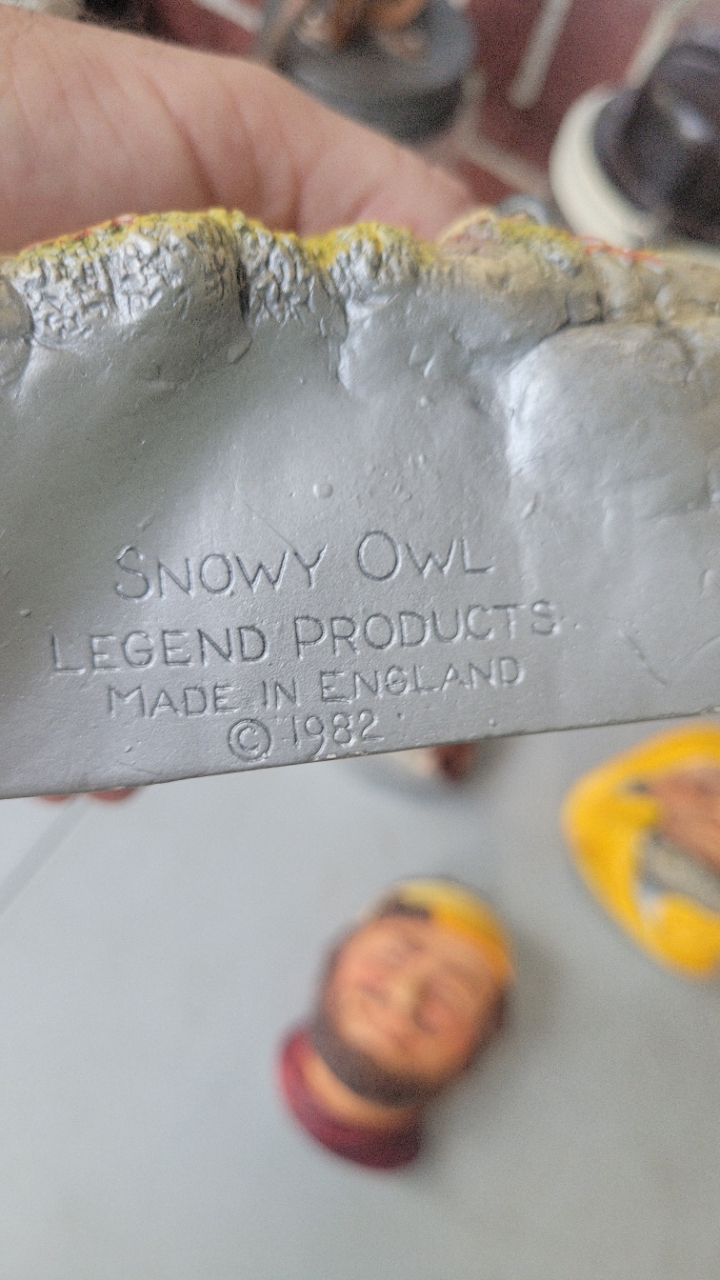 SNOWY OWL
LEGEND PRODUCTS
MADE IN ENGLAND
© 1982